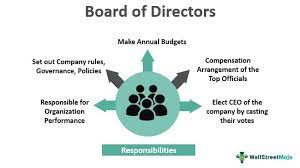 Board of Directors
Make Annual Budgets
Set out Company rules,
Governance, Policies
Compensation
Arrangement of the
Top Officials
Responsible for
Organization
Performance
Elect CEO of the
company by casting
their votes
Responsibilities
WallStreetMojo